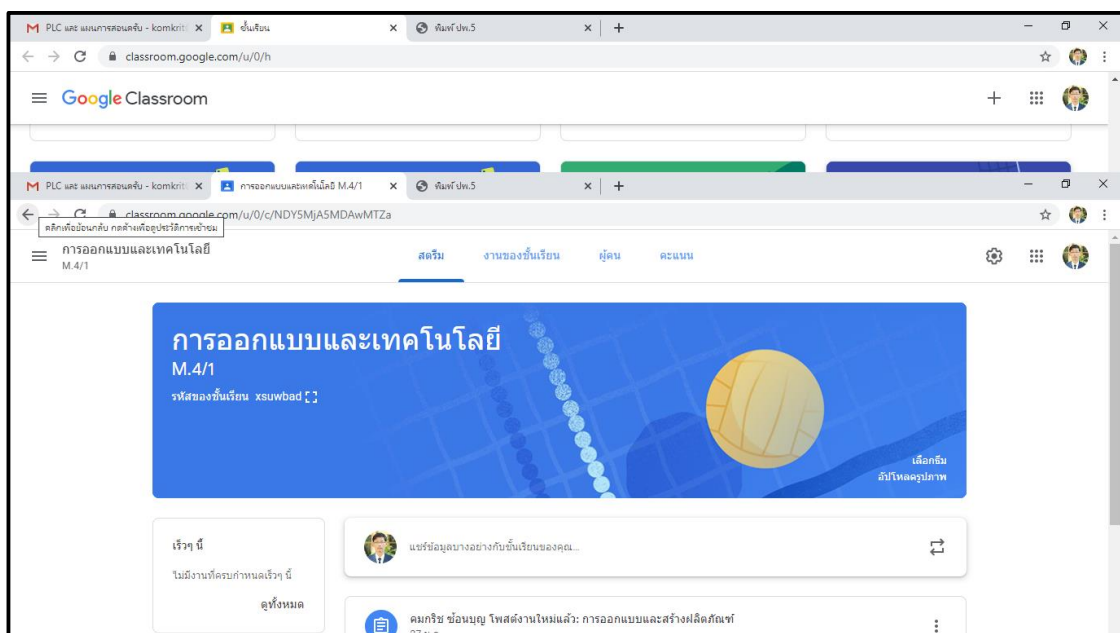 PLC และ แผนการสอนครับ - komkrit
ชั้นเรียน
พิมพ์ ปพ.5
classroom.google.com/u/0/h
Google Classroom
PLC และ แผนการสอนครับ - komkrit
การออกแบบและเทคโนโลยี M.4/1
พิมพ์ ปพ.5
classroom.google.com/u/0/c/NDY5MjA5MDAwMTZa
คลิกเพื่อย้อนกลับ กดค้างเพื่อดูประวัติการเข้าชม
การออกแบบและเทคโนโลยี
M.4/1
สตรีม
งานของชั้นเรียน
ผู้คน
คะแนน
การออกแบบและเทคโนโลยี
M.4/1
รหัสของชั้นเรียน xsuwbad
เลือกธีม
อัปโหลดรูปภาพ
เร็วๆ นี้
ไม่มีงานที่ครบกำหนดเร็วๆ นี้
ดูทั้งหมด
แชร์ข้อมูลบางอย่างกับชั้นเรียนของคุณ...
คมกริช ซ้อนบุญ โพสต์งานใหม่แล้ว: การออกแบบและสร้างผลิตภัณฑ์